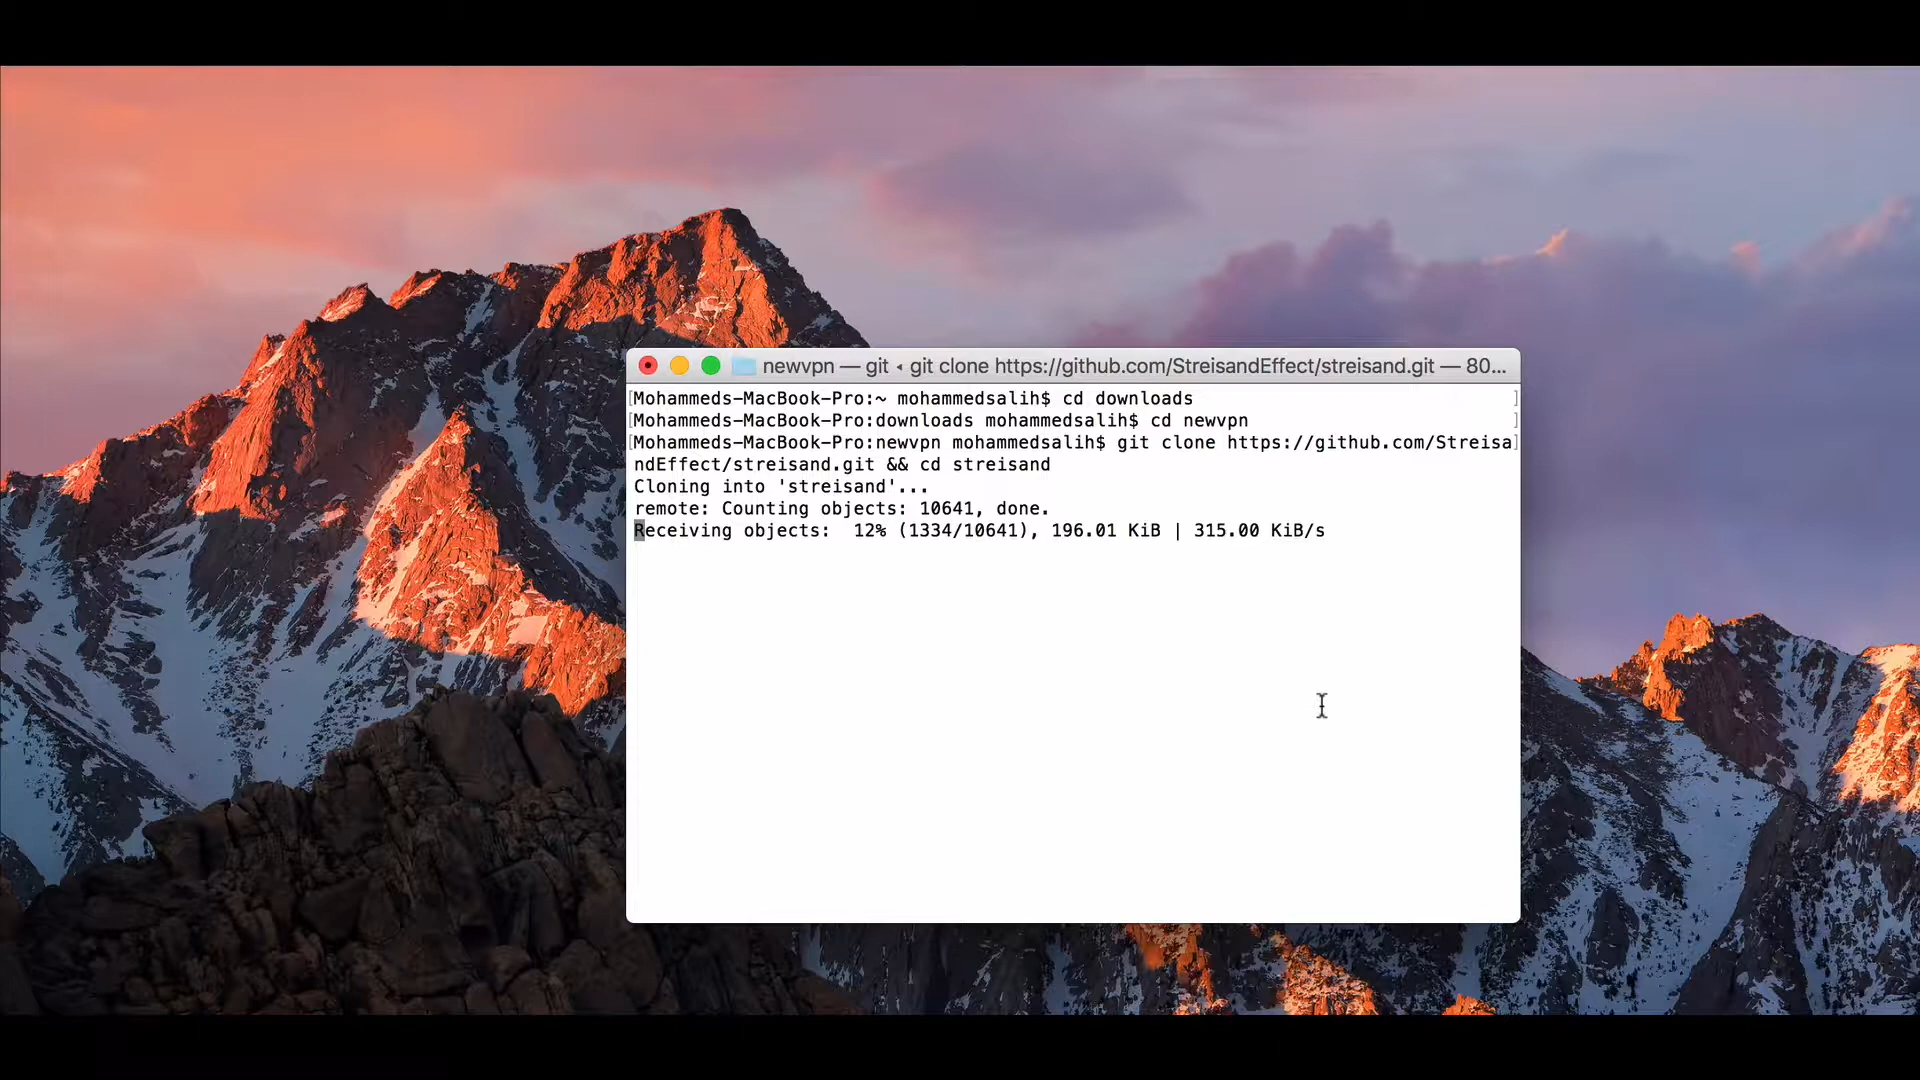 newvpn — git ◂ git clone https://github.com/StreisandEffect/streisand.git — 80...
[Mohammeds-MacBook-Pro:~ mohammedsalih$ cd downloads ]
[Mohammeds-MacBook-Pro:downloads mohammedsalih$ cd newvpn ]
[Mohammeds-MacBook-Pro:newvpn mohammedsalih$ git clone https://github.com/Streisa]
ndEffect/streisand.git && cd streisand
Cloning into 'streisand'...
remote: Counting objects: 10641, done.
Receiving objects:  12% (1334/10641), 196.01 KiB | 315.00 KiB/s